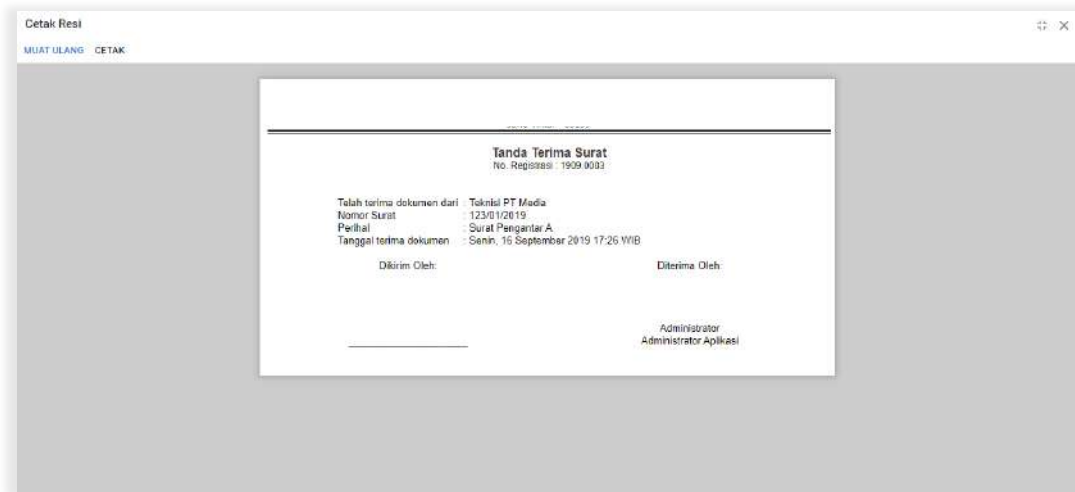 Cetak Resi
MUAT ULANG CETAK
Tanda Terima Surat
No. Registrasi : 1909.0003
Telah terima dokumen dari : Teknisi PT Media
Nomor Surat : 123/01/2019
Perihal : Surat Pengantar A
Tanggal terima dokumen : Senin, 16 September 2019 17:26 WIB
Dikirim Oleh: Diterima Oleh:
Administrator
Administrator Aplikasi